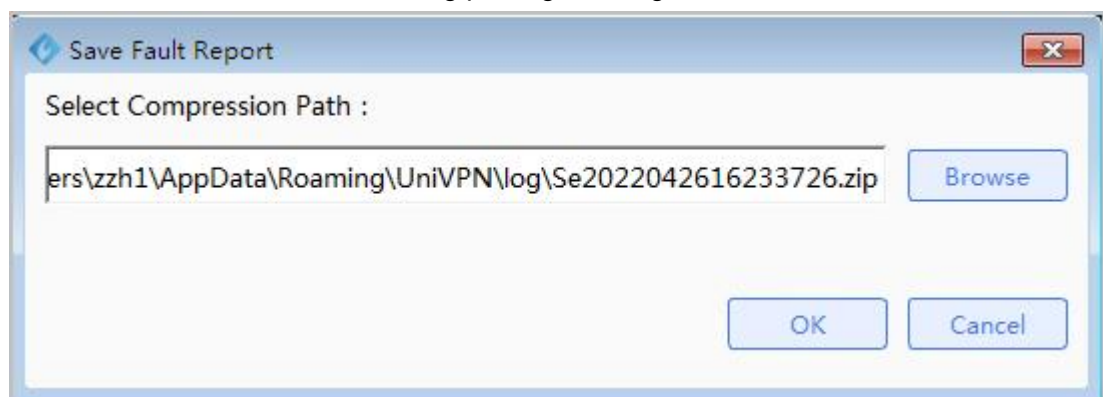 Save Fault Report
Select Compression Path :
ers\zzh1\AppData\Roaming\UniVPN\log\Se2022042616233726.zip
Browse
OK
Cancel